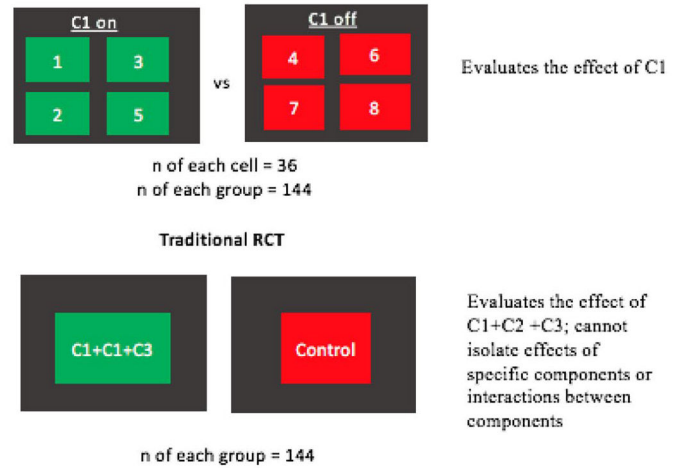 C1 on
C1 off
1
3
4
6
vs
Evaluates the effect of C1
2
5
7
8
n of each cell = 36
n of each group = 144
Traditional RCT
C1+C1+C3
Control
Evaluates the effect of
C1+C2 +C3; cannot
isolate effects of
specific components or
interactions between
components
n of each group = 144